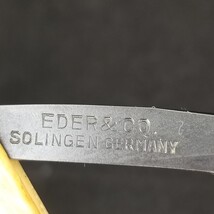 EDER & CO.
SOLINGEN GERMANY